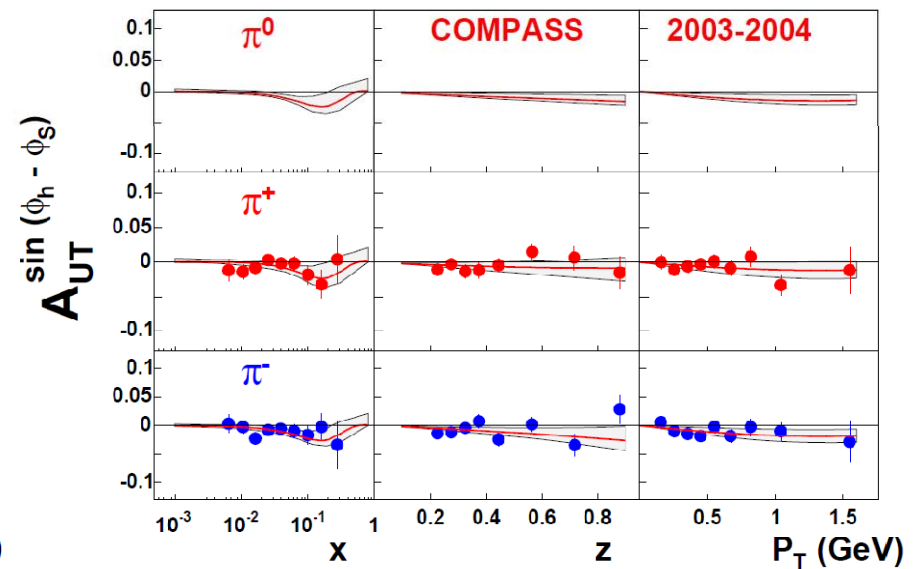 π⁰ COMPASS 2003-2004
0.1
0.05
0
-0.1
π⁺
0.1
0.05
0
-0.1
π⁻
0.1
0.05
0
-0.1
A_UT^sin (ϕ_h - ϕ_S)
10⁻³ 10⁻² 10⁻¹ 1 0.2 0.4 0.6 0.8 0.5 1 1.5
x z P_T (GeV)
)